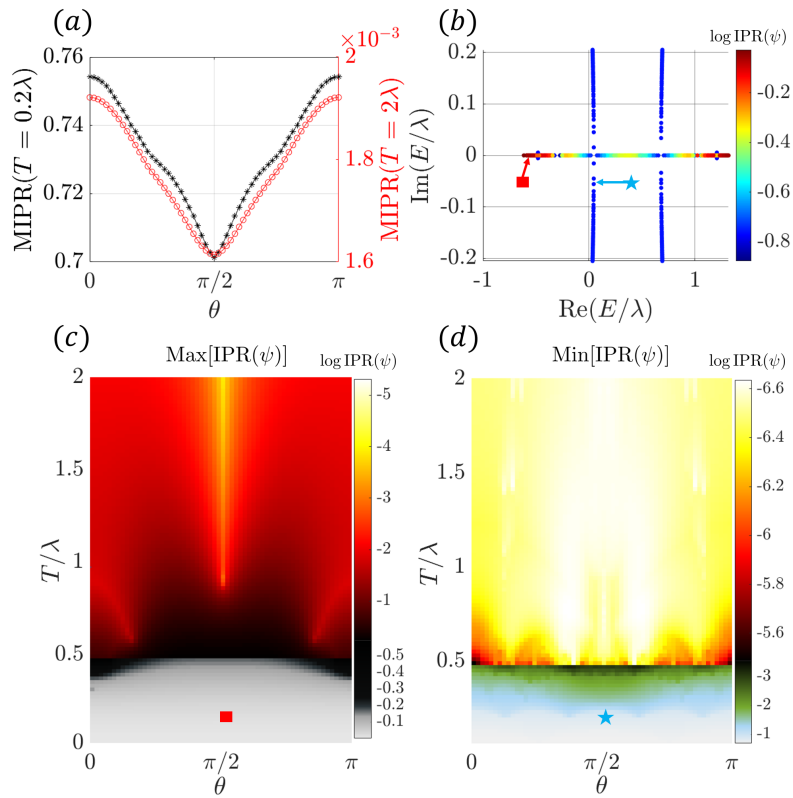 (a)
×10⁻³
0.76
0.74
0.72
0.7
MIPR(T = 0.2λ)
2
1.8
1.6
MIPR(T = 2λ)
0
π/2
π
θ
(b)
log IPR(ψ)
0.2
0.1
0
-0.1
-0.2
Im(E/λ)
-1
0
1
Re(E/λ)
-0.2
-0.4
-0.6
-0.8
(c)
Max[IPR(ψ)]
log IPR(ψ)
2
1.5
1
0.5
0
T/λ
0
π/2
π
θ
-5
-4
-3
-2
-1
-0.5
-0.4
-0.3
-0.2
-0.1
(d)
Min[IPR(ψ)]
log IPR(ψ)
2
1.5
1
0.5
T/λ
0
π/2
π
θ
-6.6
-6.4
-6.2
-6
-5.8
-5.6
-3
-2
-1